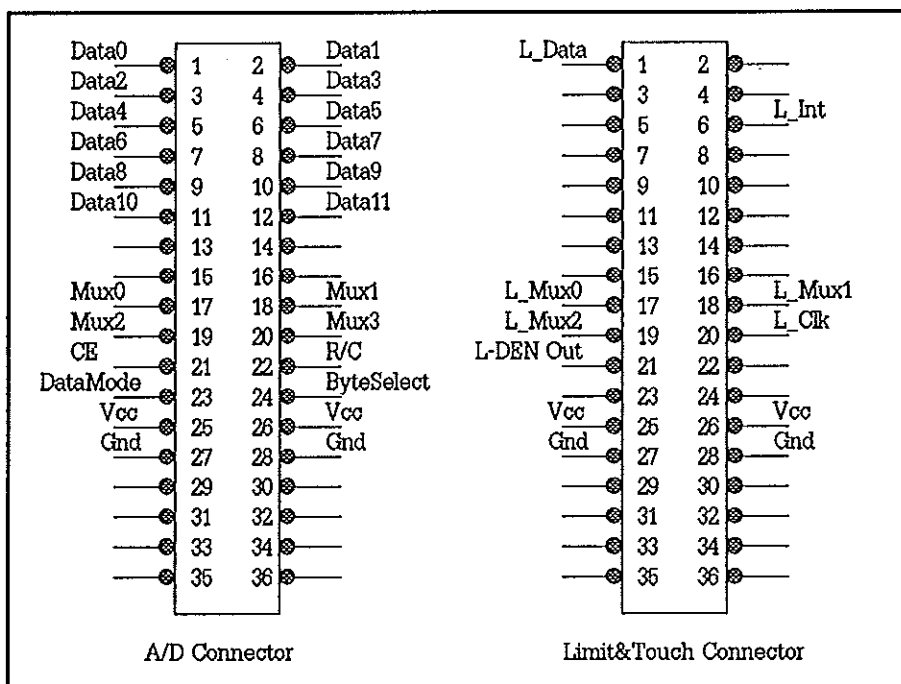 Data0 1 2 Data1
Data2 3 4 Data3
Data4 5 6 Data5
Data6 7 8 Data7
Data8 9 10 Data9
Data10 11 12 Data11
13 14
15 16
Mux0 17 18 Mux1
Mux2 19 20 Mux3
CE 21 22 R/C
DataMode 23 24 ByteSelect
Vcc 25 26 Vcc
Gnd 27 28 Gnd
29 30
31 32
33 34
35 36
A/D Connector
L_Data 1 2
3 4
5 6 L_Int
7 8
9 10
11 12
13 14
15 16
L_Mux0 17 18 L_Mux1
L_Mux2 19 20 L_Clk
L-DEN Out 21 22
23 24
Vcc 25 26 Vcc
Gnd 27 28 Gnd
29 30
31 32
33 34
35 36
Limit&Touch Connector